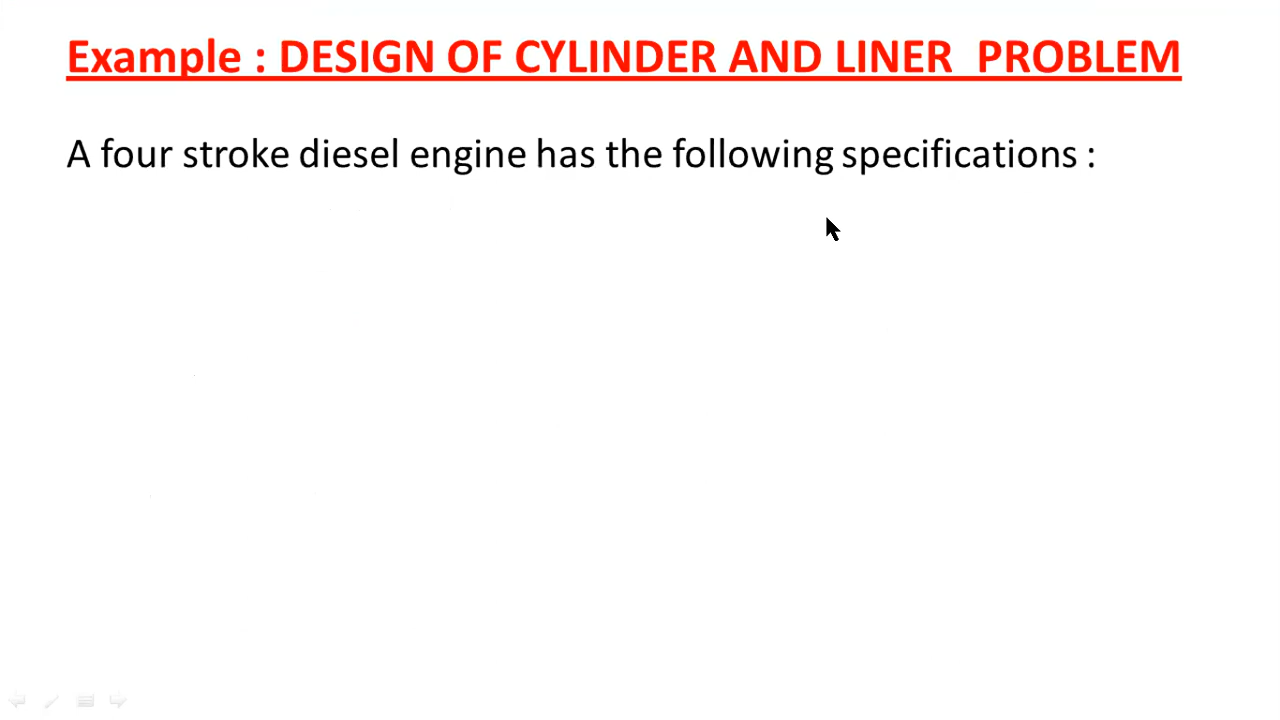 Example : DESIGN OF CYLINDER AND LINER  PROBLEM
A four stroke diesel engine has the following specifications :